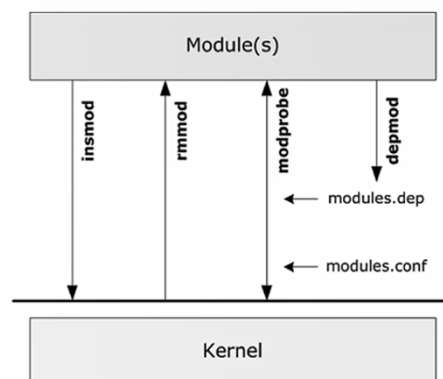 Module(s)
insmod
rmmod
modprobe
depmod
modules.dep
modules.conf
Kernel